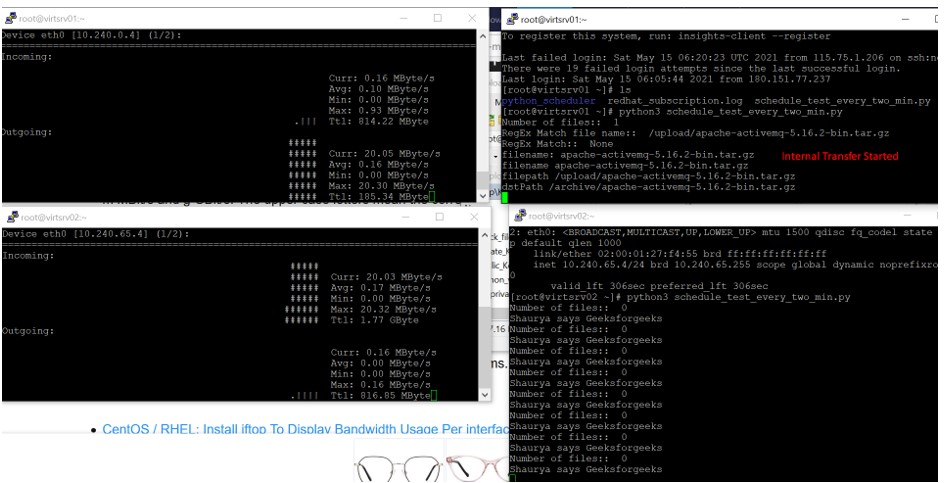 root@virtsrv01:~
Device eth0 [10.240.0.4] (1/2):
Incoming:
Curr: 0.16 MByte/s
Avg: 0.10 MByte/s
Min: 0.00 MByte/s
Max: 0.93 MByte/s
.||| Ttl: 814.22 MByte
Outgoing:
#####
##### Curr: 20.05 MByte/s
##### Avg: 0.16 MByte/s
##### Min: 0.00 MByte/s
##### Max: 20.30 MByte/s
##### Ttl: 185.34 MByte
root@virtsrv02:~
Device eth0 [10.240.65.4] (1/2):
Incoming:
#####
##### Curr: 20.03 MByte/s
##### Avg: 0.17 MByte/s
##### Min: 0.00 MByte/s
###### Max: 20.32 MByte/s
###### Ttl: 1.77 GByte
Outgoing:
Curr: 0.16 MByte/s
Avg: 0.00 MByte/s
Min: 0.00 MByte/s
Max: 0.16 MByte/s
.|||| Ttl: 816.85 MByte
CentOS / RHEL: Install iftop To Display Bandwidth Usage Per interfac
root@virtsrv01:~
To register this system, run: insights-client --register
Last failed login: Sat May 15 06:20:23 UTC 2021 from 115.75.1.206 on ssh:no
There were 19 failed login attempts since the last successful login.
Last login: Sat May 15 06:05:44 2021 from 180.151.77.237
[root@virtsrv01 ~]# ls
python_scheduler redhat_subscription.log schedule_test_every_two_min.py
[root@virtsrv01 ~]# python3 schedule_test_every_two_min.py
Number of files:: 1
RegEx Match file name:: /upload/apache-activemq-5.16.2-bin.tar.gz
RegEx Match:: None
filename: apache-activemq-5.16.2-bin.tar.gz Internal Transfer Started
filename apache-activemq-5.16.2-bin.tar.gz
filepath /upload/apache-activemq-5.16.2-bin.tar.gz
dstPath /archive/apache-activemq-5.16.2-bin.tar.gz
root@virtsrv02:~
2: eth0: <BROADCAST,MULTICAST,UP,LOWER_UP> mtu 1500 qdisc fq_codel state
p default qlen 1000
link/ether 02:00:01:27:f4:55 brd ff:ff:ff:ff:ff:ff
inet 10.240.65.4/24 brd 10.240.65.255 scope global dynamic noprefixro
0
valid_lft 306sec preferred_lft 306sec
[root@virtsrv02 ~]# python3 schedule_test_every_two_min.py
Number of files:: 0
Shaurya says Geeksforgeeks
Number of files:: 0
Shaurya says Geeksforgeeks
Number of files:: 0
Shaurya says Geeksforgeeks
Number of files:: 0
Shaurya says Geeksforgeeks
Number of files:: 0
Shaurya says Geeksforgeeks
Number of files:: 0
Shaurya says Geeksforgeeks
Number of files:: 0
Shaurya says Geeksforgeeks
Number of files:: 0
Shaurya says Geeksforgeeks